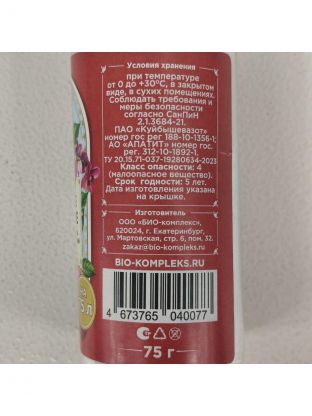 Условия хранения
при температуре
от 0 до +30°С, в закрытом
виде, в сухих помещениях.
Соблюдать требования и
меры безопасности
согласно СанПиН
2.1.3684-21.
ПАО «Куйбышевазот»
номер гос рег 188-10-1356-1;
АО «АПАТИТ» номер гос.
рег. 312-10-1892-1
ТУ 20.15.71-037-19280634-2023
Класс опасности: 4
(малоопасное вещество).
Срок годности: 5 лет.
Дата изготовления указана
на крышке.
Изготовитель
ООО «БИО-комплекс»,
620024, г. Екатеринбург,
ул. Мартовская, стр. 6, пом. 32.
zakaz@bio-kompleks.ru
BIO-KOMPLEKS.RU
4 673765 040077
75 г